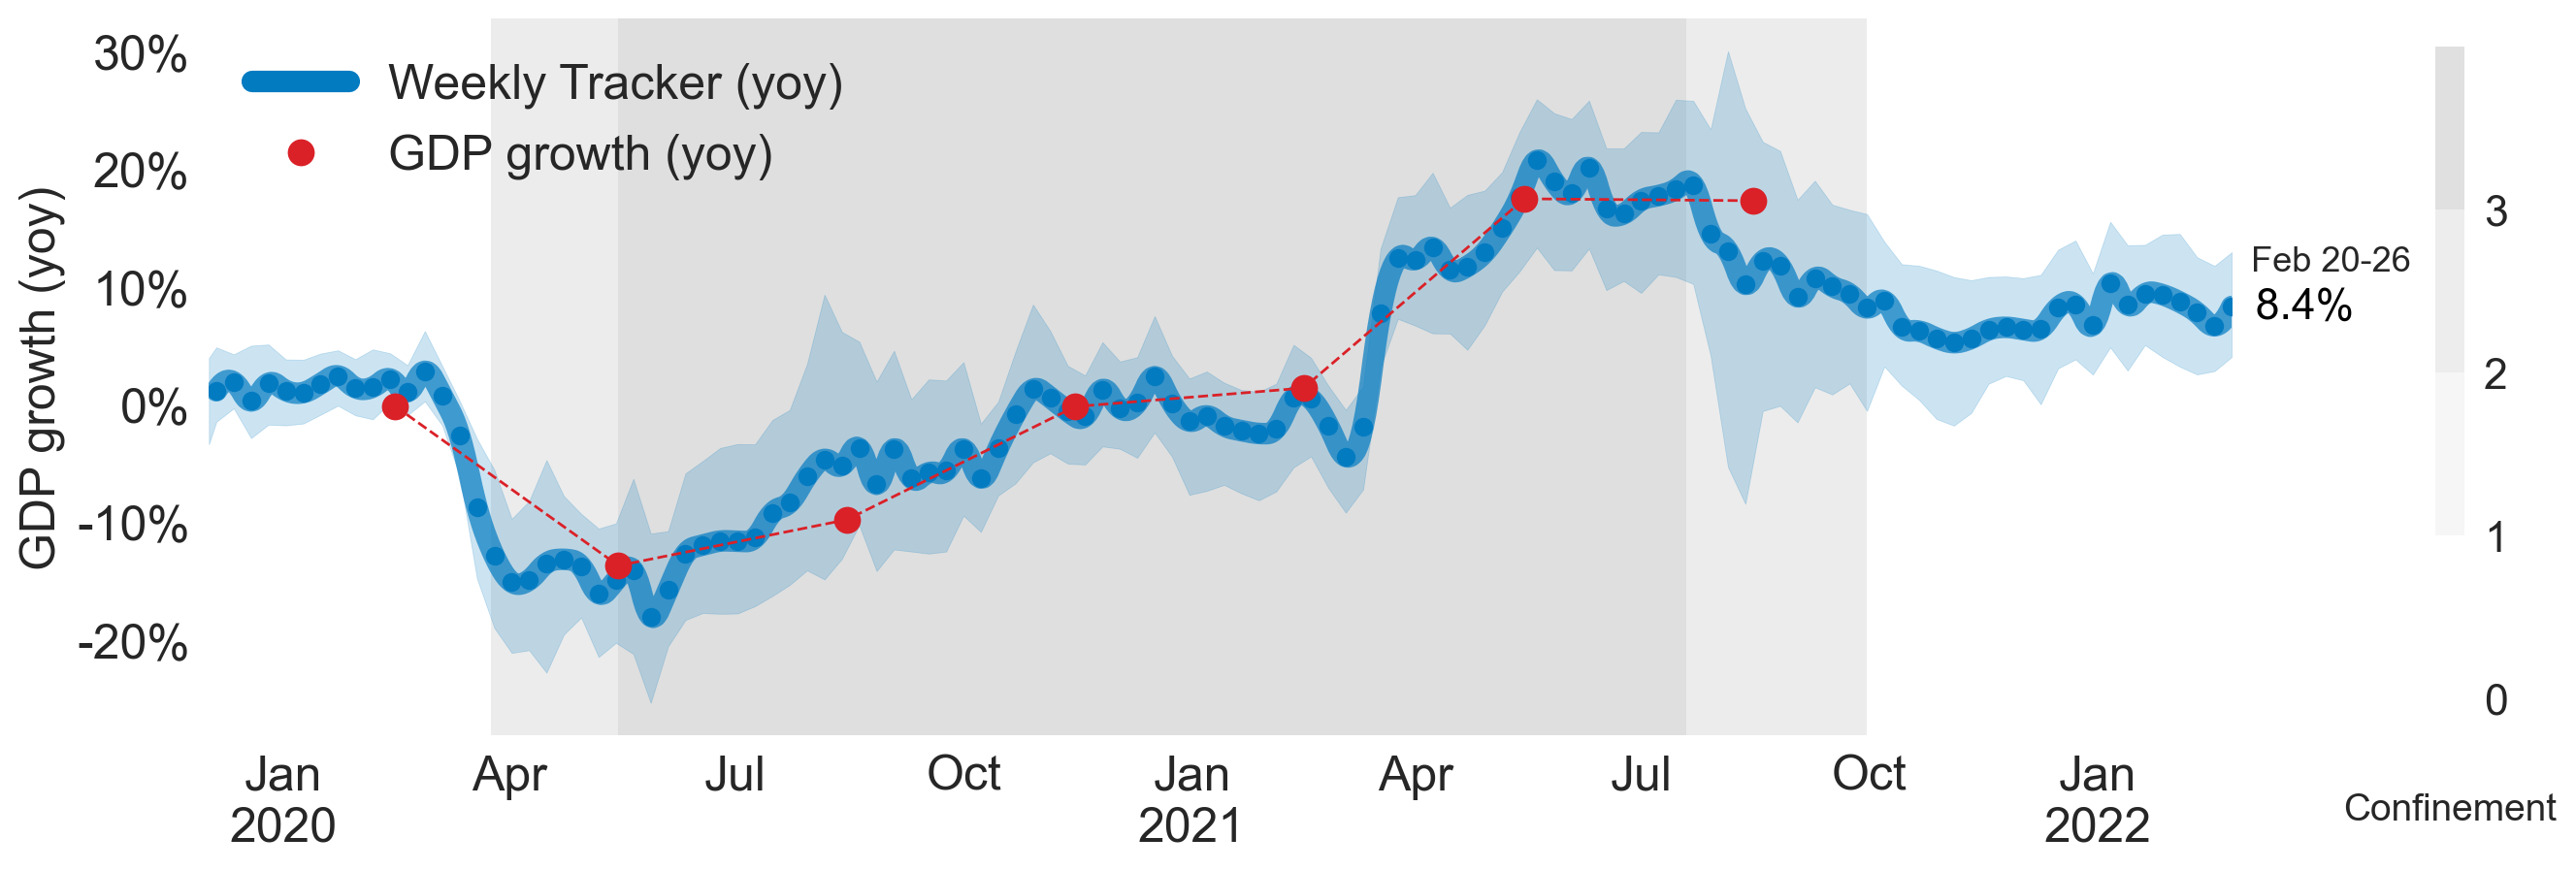 30%
20%
10%
0%
-10%
-20%
GDP growth (yoy)
Weekly Tracker (yoy)
GDP growth (yoy)
Feb 20-26
8.4%
3
2
1
0
Jan
2020
Apr
Jul
Oct
Jan
2021
Apr
Jul
Oct
Jan
2022
Confinement